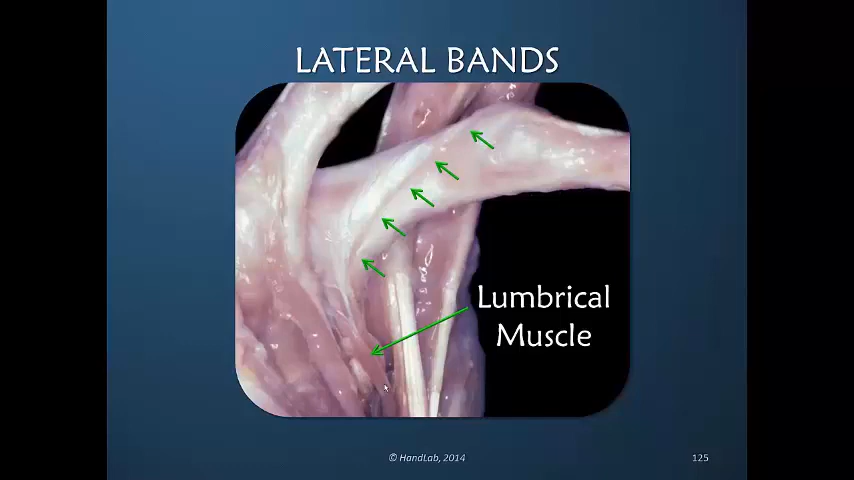 LATERAL BANDS
Lumbrical
Muscle
© HandLab, 2014
125